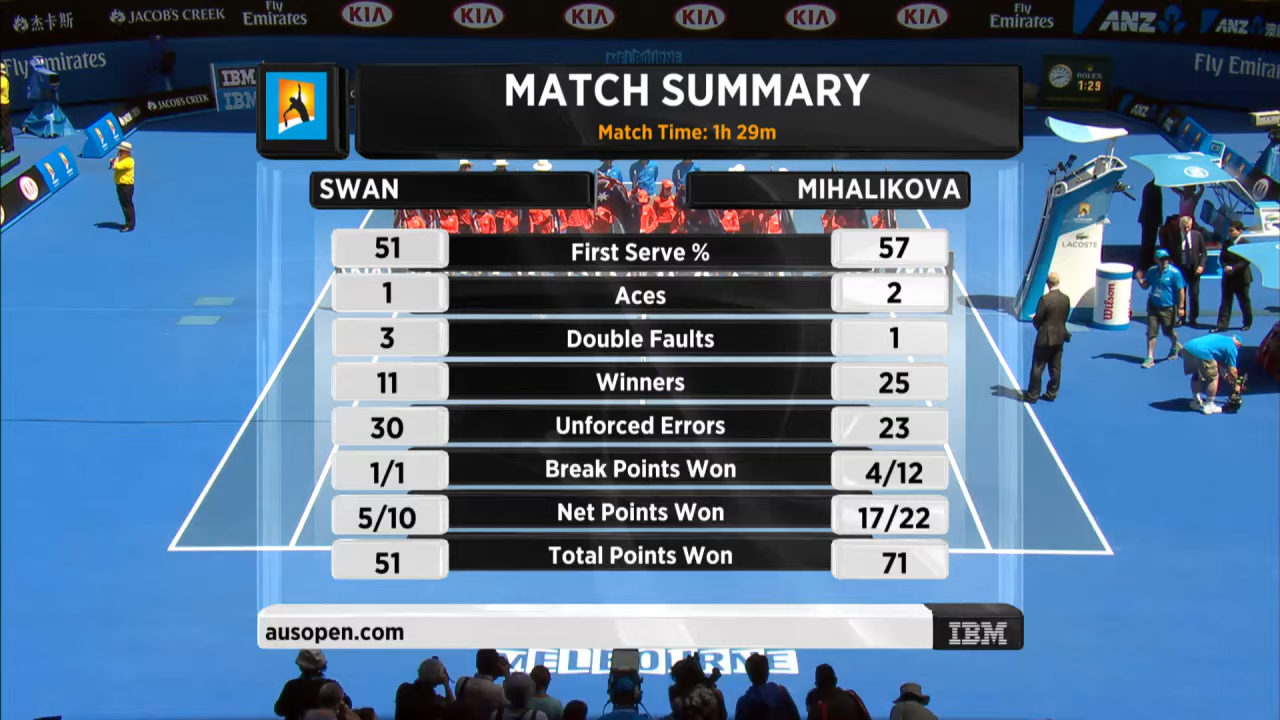 杰卡斯
JACOB'S CREEK
Fly Emirates
KIA
KIA
KIA
KIA
KIA
KIA
Fly Emirates
ANZ
ANZ
Fly Emirates
MELBOURNE
Fly Emira
IBM
IBM
JACOB'S CREEK
ROLEX
1:29
MATCH SUMMARY
Match Time: 1h 29m
SWAN
MIHALIKOVA
51 First Serve % 57
1 Aces 2
3 Double Faults 1
11 Winners 25
30 Unforced Errors 23
1/1 Break Points Won 4/12
5/10 Net Points Won 17/22
51 Total Points Won 71
LACOSTE
Wilson
KIA
ausopen.com
IBM
MELBOURNE